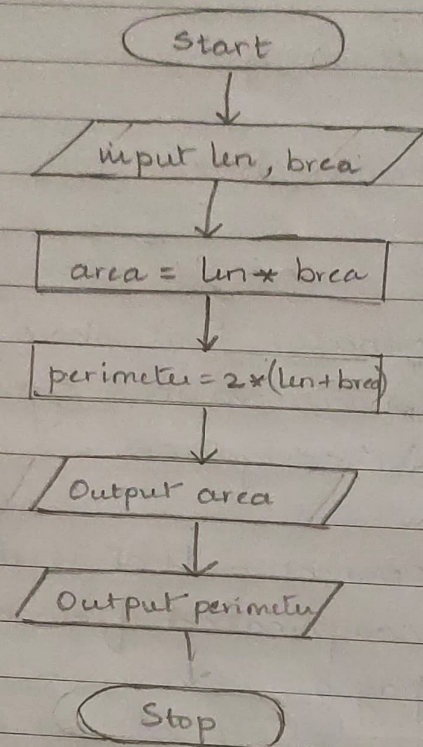 Start
input len, brea
area = len * brea
perimeter = 2*(len+brea)
Output area
Output perimeter
Stop